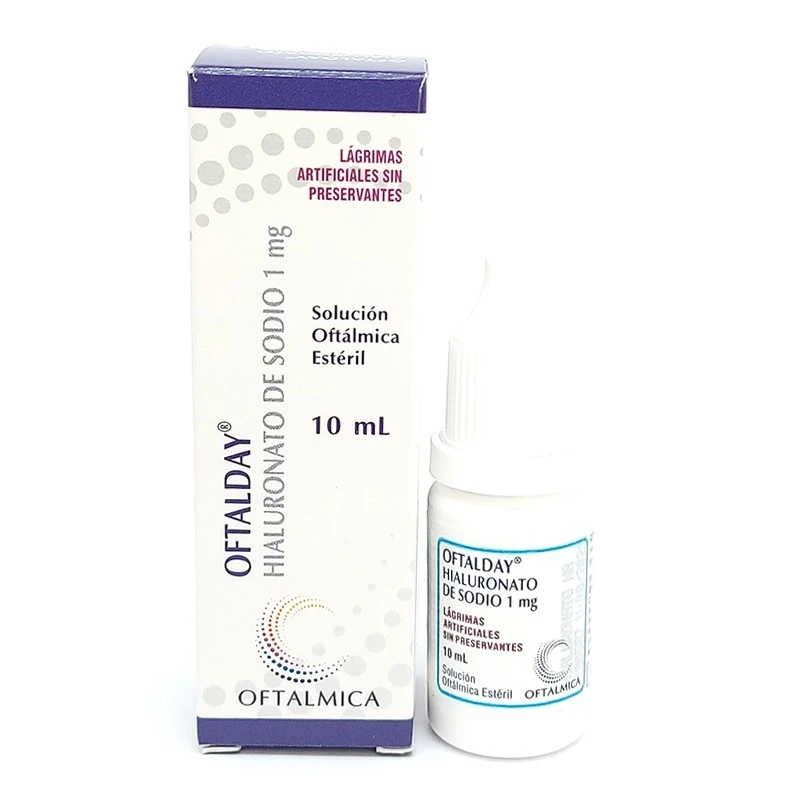 LÁGRIMAS
ARTIFICIALES SIN
PRESERVANTES
OFTALDAY®
HIALURONATO DE SODIO 1 mg
Solución
Oftálmica
Estéril
10 mL
OFTALMICA
OFTALDAY®
HIALURONATO
DE SODIO 1 mg
LÁGRIMAS
ARTIFICIALES
SIN PRESERVANTES
10 mL
Solución
Oftálmica Estéril
OFTALMICA